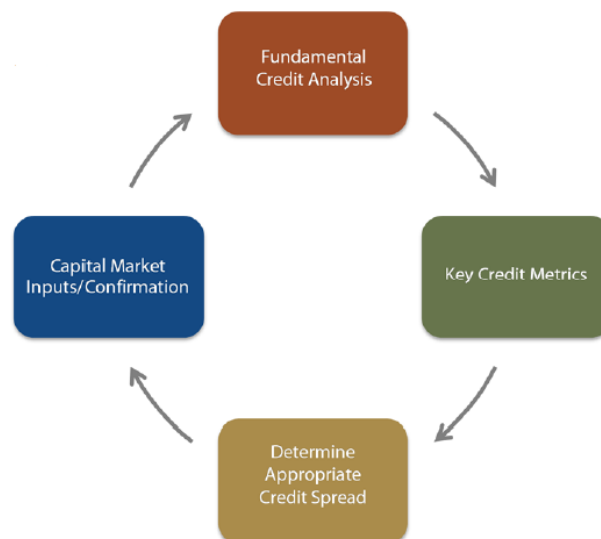 Fundamental
Credit Analysis
Key Credit Metrics
Determine
Appropriate
Credit Spread
Capital Market
Inputs/Confirmation